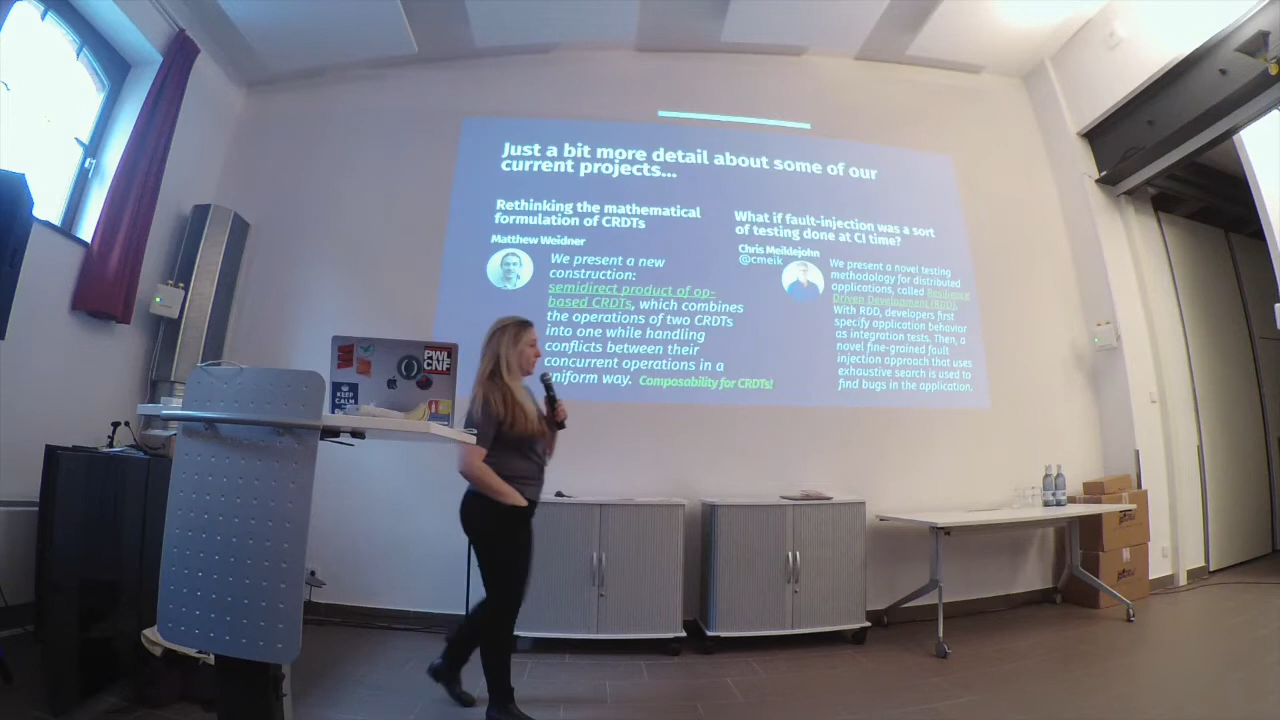 Just a bit more detail about some of our
current projects...
Rethinking the mathematical
formulation of CRDTs
Matthew Weidner
We present a new
construction:
semidirect product of op-
based CRDTs, which combines
the operations of two CRDTs
into one while handling
conflicts between their
concurrent operations in a
uniform way. Composability for CRDTs!
What if fault-injection was a sort
of testing done at CI time?
Chris Meiklejohn
@cmeik
We present a novel testing
methodology for distributed
applications, called Resilience
Driven Development (RDD).
With RDD, developers first
specify application behavior
as integration tests. Then, a
novel fine-grained fault
injection approach that uses
exhaustive search is used to
find bugs in the application.
PWL
CNF
KEEP
CALM